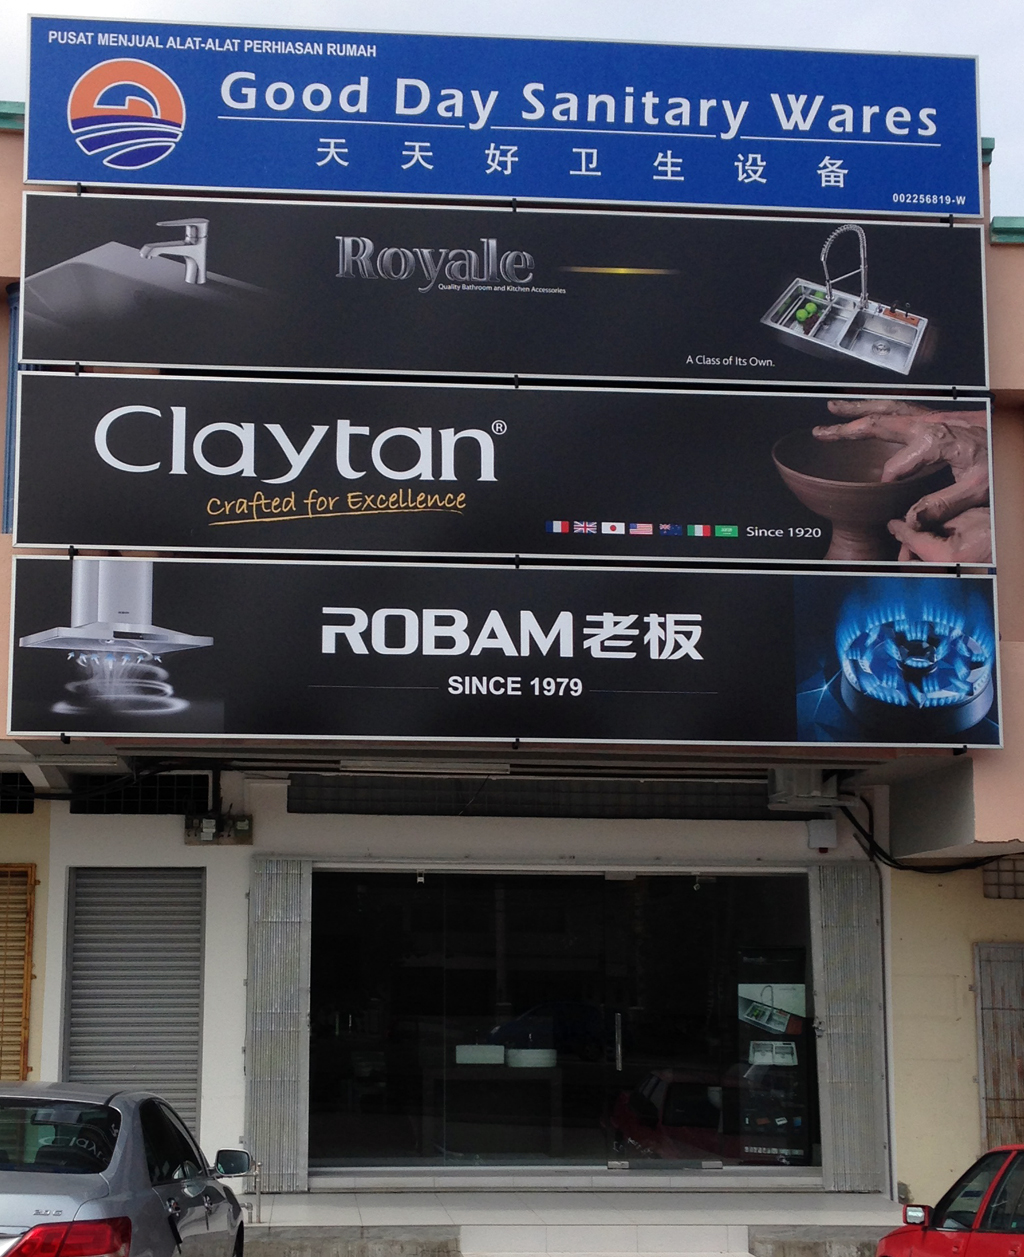 PUSAT MENJUAL ALAT-ALAT PERHIASAN RUMAH
Good Day Sanitary Wares
天天好卫生设备
002256819-W
Royale
Quality Bathroom and Kitchen Accessories
A Class of Its Own.
Claytan®
Crafted for Excellence
Since 1920
ROBAM老板
SINCE 1979
2.0 G